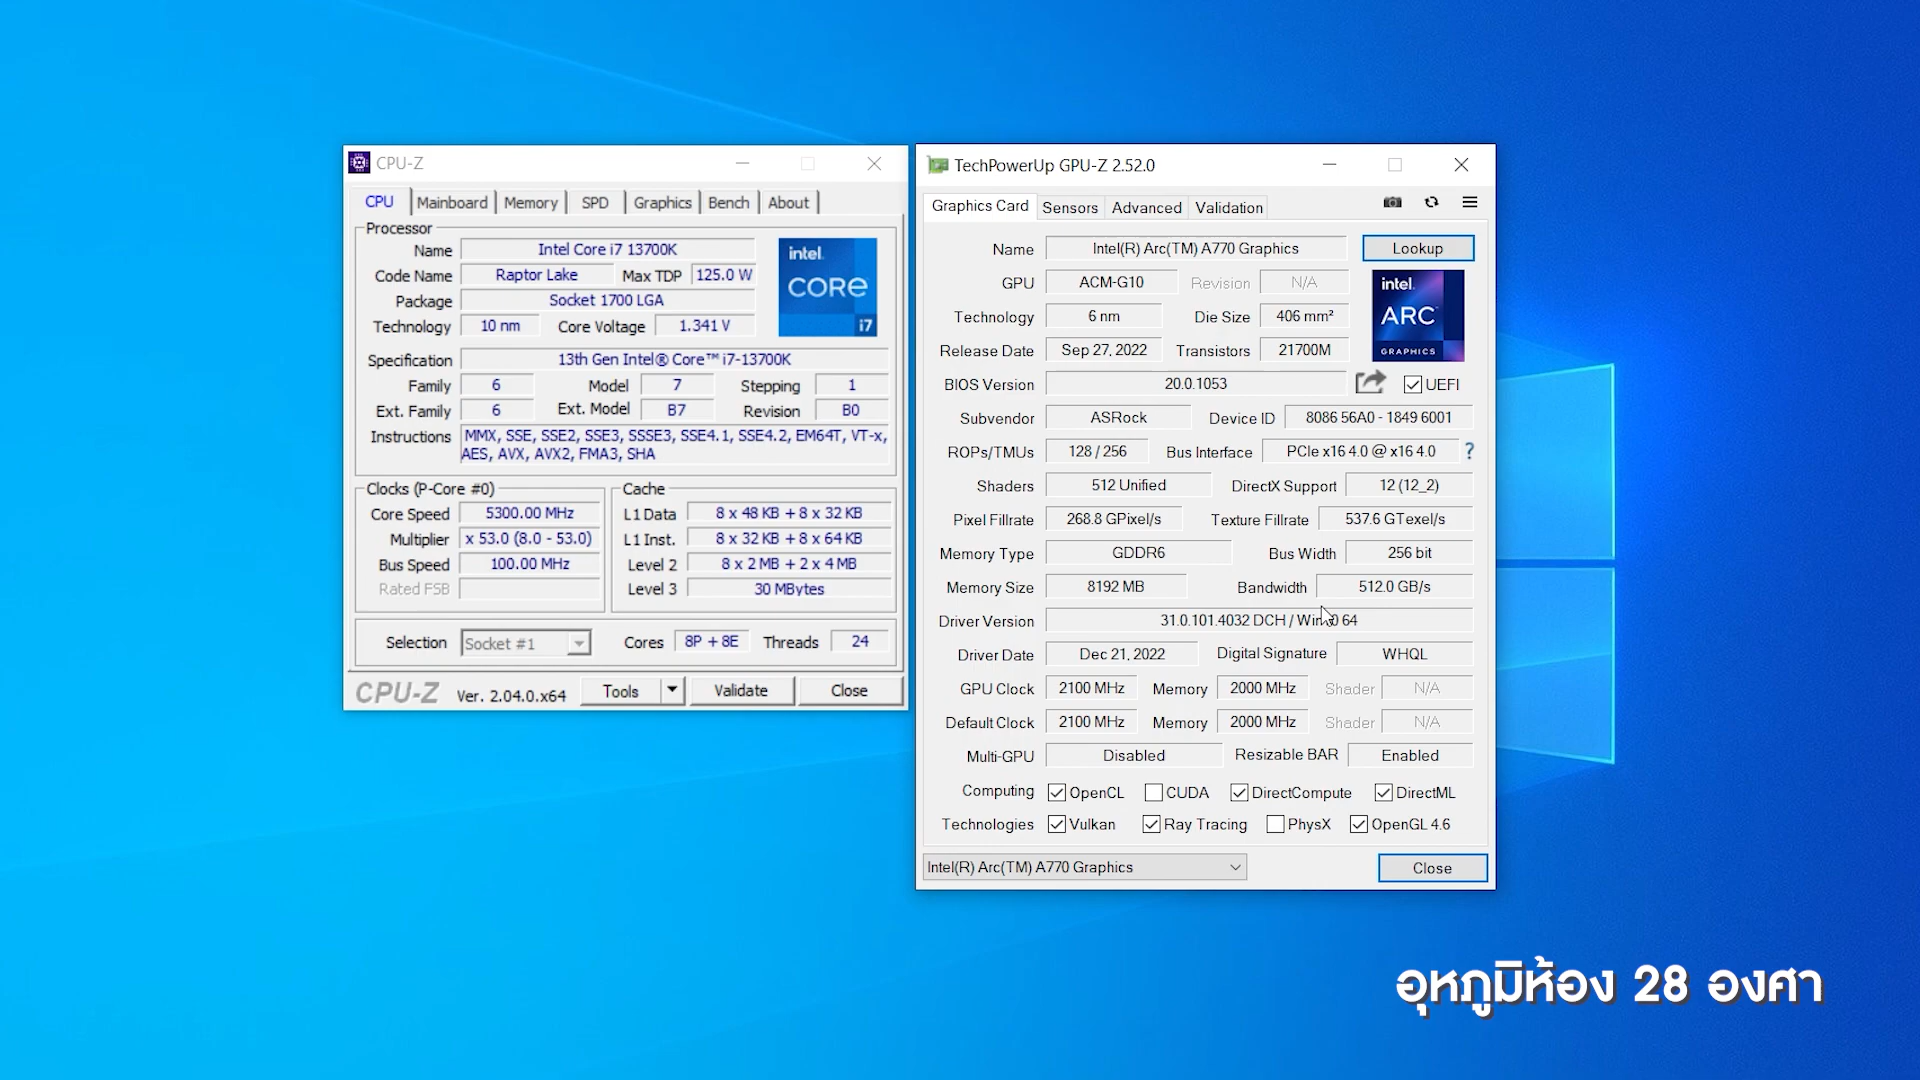 CPU-Z
CPU Mainboard Memory SPD Graphics Bench About
Processor
Name Intel Core i7 13700K
Code Name Raptor Lake Max TDP 125.0 W
Package Socket 1700 LGA
Technology 10 nm Core Voltage 1.341 V
intel
CORE
i7
Specification 13th Gen Intel® Core™ i7-13700K
Family 6 Model 7 Stepping 1
Ext. Family 6 Ext. Model B7 Revision B0
Instructions MMX, SSE, SSE2, SSE3, SSSE3, SSE4.1, SSE4.2, EM64T, VT-x,
AES, AVX, AVX2, FMA3, SHA
Clocks (P-Core #0)
Core Speed 5300.00 MHz
Multiplier x 53.0 (8.0 - 53.0)
Bus Speed 100.00 MHz
Rated FSB
Cache
L1 Data 8 x 48 KB + 8 x 32 KB
L1 Inst. 8 x 32 KB + 8 x 64 KB
Level 2 8 x 2 MB + 2 x 4 MB
Level 3 30 MBytes
Selection Socket #1 Cores 8P + 8E Threads 24
CPU-Z Ver. 2.04.0.x64 Tools Validate Close
TechPowerUp GPU-Z 2.52.0
Graphics Card Sensors Advanced Validation
Name Intel(R) Arc(TM) A770 Graphics Lookup
GPU ACM-G10 Revision N/A
Technology 6 nm Die Size 406 mm²
Release Date Sep 27, 2022 Transistors 21700M
intel
ARC
GRAPHICS
BIOS Version 20.0.1053 UEFI
Subvendor ASRock Device ID 8086 56A0 - 1849 6001
ROPs/TMUs 128 / 256 Bus Interface PCIe x16 4.0 @ x16 4.0 ?
Shaders 512 Unified DirectX Support 12 (12_2)
Pixel Fillrate 268.8 GPixel/s Texture Fillrate 537.6 GTexel/s
Memory Type GDDR6 Bus Width 256 bit
Memory Size 8192 MB Bandwidth 512.0 GB/s
Driver Version 31.0.101.4032 DCH / Win10 64
Driver Date Dec 21, 2022 Digital Signature WHQL
GPU Clock 2100 MHz Memory 2000 MHz Shader N/A
Default Clock 2100 MHz Memory 2000 MHz Shader N/A
Multi-GPU Disabled Resizable BAR Enabled
Computing OpenCL CUDA DirectCompute DirectML
Technologies Vulkan Ray Tracing PhysX OpenGL 4.6
Intel(R) Arc(TM) A770 Graphics Close
อุหภูมิห้อง 28 องศา